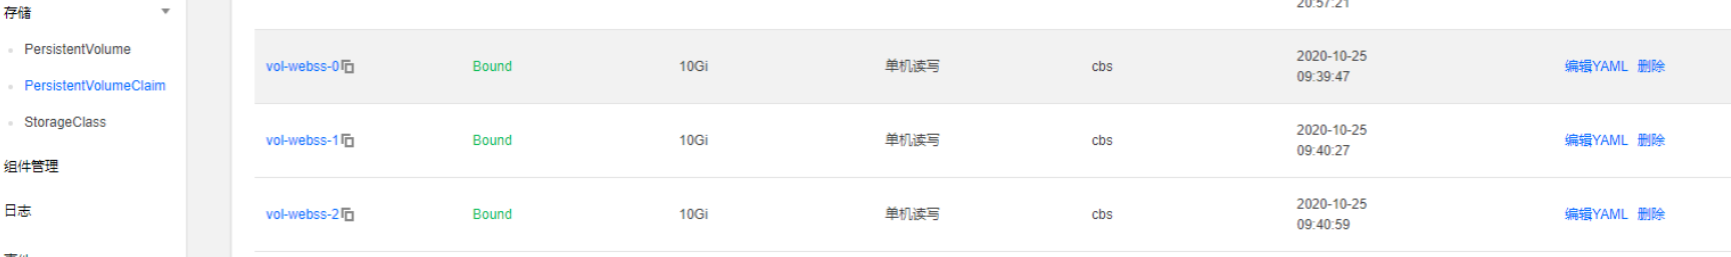 存储
PersistentVolume
PersistentVolumeClaim
StorageClass
组件管理
日志
20:57:21
vol-webss-0 Bound 10Gi 单机读写 cbs 2020-10-25 09:39:47 编辑YAML 删除
vol-webss-1 Bound 10Gi 单机读写 cbs 2020-10-25 09:40:27 编辑YAML 删除
vol-webss-2 Bound 10Gi 单机读写 cbs 2020-10-25 09:40:59 编辑YAML 删除